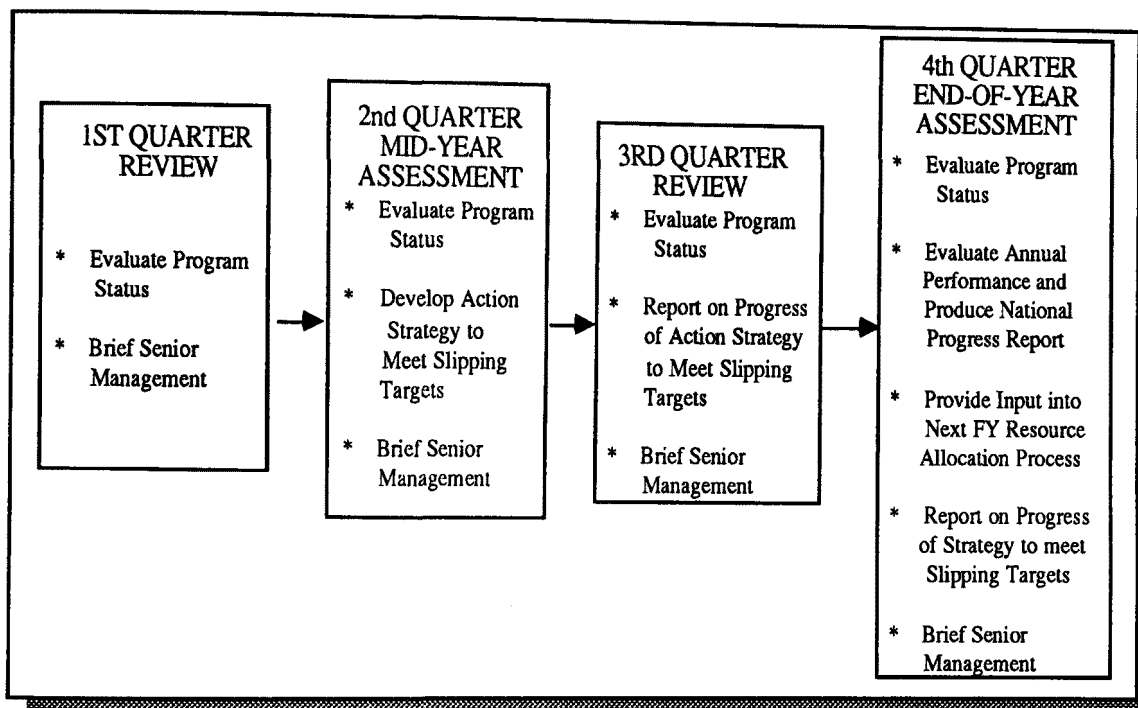 1ST QUARTER
REVIEW
* Evaluate Program
Status
* Brief Senior
Management
2nd QUARTER
MID-YEAR
ASSESSMENT
* Evaluate Program
Status
* Develop Action
Strategy to
Meet Slipping
Targets
* Brief Senior
Management
3RD QUARTER
REVIEW
* Evaluate Program
Status
* Report on Progress
of Action Strategy
to Meet Slipping
Targets
* Brief Senior
Management
4th QUARTER
END-OF-YEAR
ASSESSMENT
* Evaluate Program
Status
* Evaluate Annual
Performance and
Produce National
Progress Report
* Provide Input into
Next FY Resource
Allocation Process
* Report on Progress
of Strategy to meet
Slipping Targets
* Brief Senior
Management